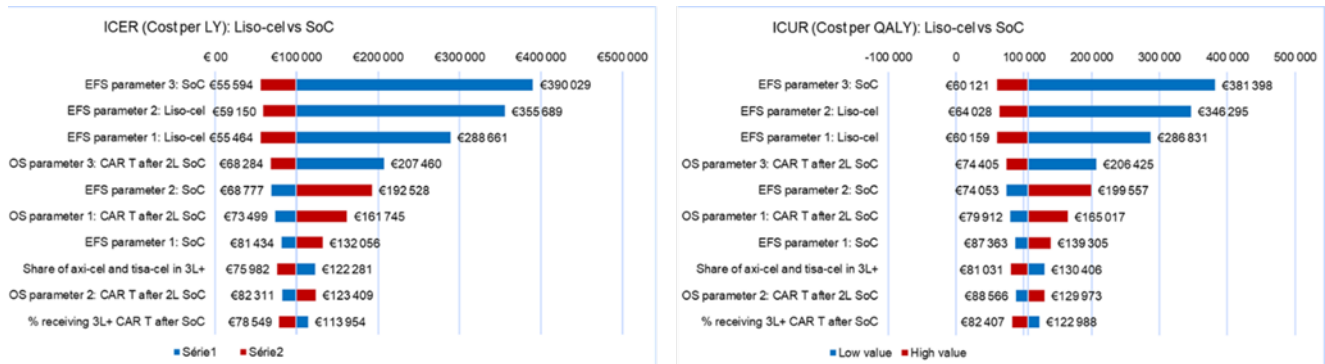 ICER (Cost per LY): Liso-cel vs SoC
€ 00 €100 000 €200 000 €300 000 €400 000 €500 000
EFS parameter 3: SoC €55 594 €390 029
EFS parameter 2: Liso-cel €59 150 €355 689
EFS parameter 1: Liso-cel €55 464 €288 661
OS parameter 3: CAR T after 2L SoC €68 284 €207 460
EFS parameter 2: SoC €68 777 €192 528
OS parameter 1: CAR T after 2L SoC €73 499 €161 745
EFS parameter 1: SoC €81 434 €132 056
Share of axi-cel and tisa-cel in 3L+ €75 982 €122 281
OS parameter 2: CAR T after 2L SoC €82 311 €123 409
% receiving 3L+ CAR T after SoC €78 549 €113 954
Série1 Série2
ICUR (Cost per QALY): Liso-cel vs SoC
-100 000 0 100 000 200 000 300 000 400 000 500 000
EFS parameter 3: SoC €60 121 €381 398
EFS parameter 2: Liso-cel €64 028 €346 295
EFS parameter 1: Liso-cel €60 159 €286 831
OS parameter 3: CAR T after 2L SoC €74 405 €206 425
EFS parameter 2: SoC €74 053 €199 557
OS parameter 1: CAR T after 2L SoC €79 912 €165 017
EFS parameter 1: SoC €87 363 €139 305
Share of axi-cel and tisa-cel in 3L+ €81 031 €130 406
OS parameter 2: CAR T after 2L SoC €88 566 €129 973
% receiving 3L+ CAR T after SoC €82 407 €122 988
Low value High value